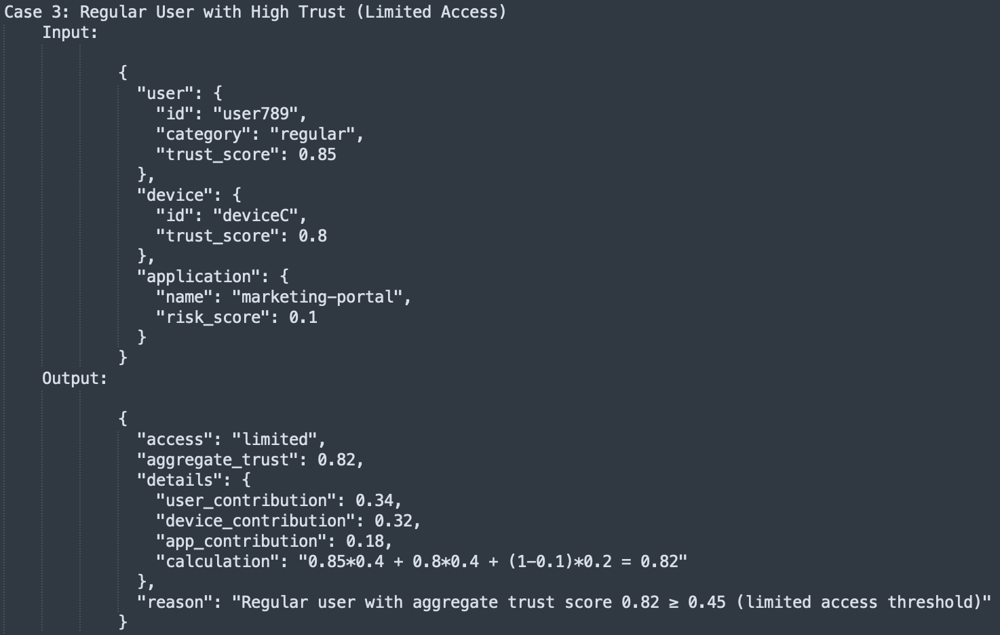 Case 3: Regular User with High Trust (Limited Access)
Input:
{
"user": {
"id": "user789",
"category": "regular",
"trust_score": 0.85
},
"device": {
"id": "deviceC",
"trust_score": 0.8
},
"application": {
"name": "marketing-portal",
"risk_score": 0.1
}
}
Output:
{
"access": "limited",
"aggregate_trust": 0.82,
"details": {
"user_contribution": 0.34,
"device_contribution": 0.32,
"app_contribution": 0.18,
"calculation": "0.85*0.4 + 0.8*0.4 + (1-0.1)*0.2 = 0.82"
},
"reason": "Regular user with aggregate trust score 0.82 ≥ 0.45 (limited access threshold)"
}